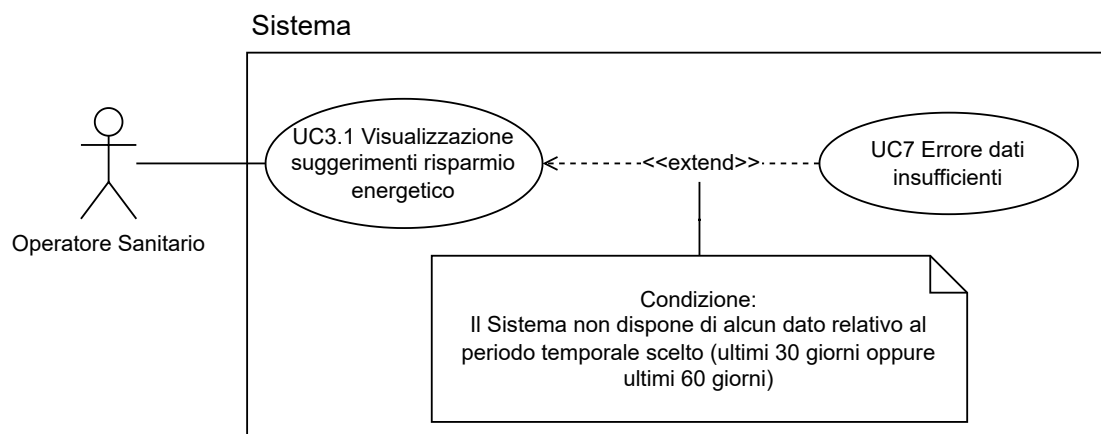 Sistema
UC3.1 Visualizzazione
suggerimenti risparmio
energetico
<<extend>>
UC7 Errore dati
insufficienti
Operatore Sanitario
Condizione:
Il Sistema non dispone di alcun dato relativo al
periodo temporale scelto (ultimi 30 giorni oppure
ultimi 60 giorni)